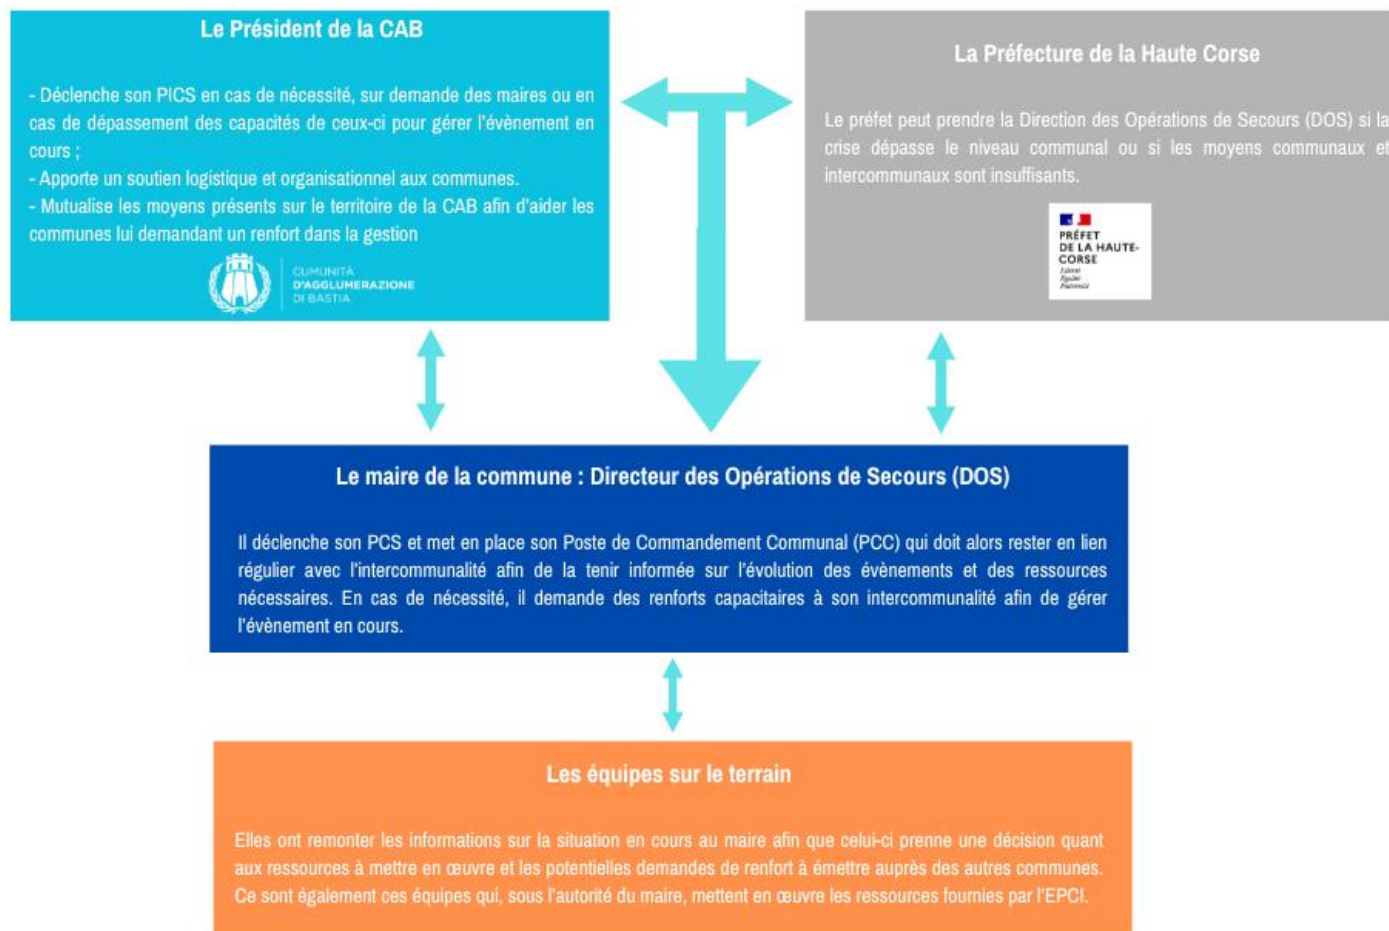 Le Président de la CAB
- Déclenche son PICS en cas de nécessité, sur demande des maires ou en
cas de dépassement des capacités de ceux-ci pour gérer l'évènement en
cours ;
- Apporte un soutien logistique et organisationnel aux communes.
- Mutualise les moyens présents sur le territoire de la CAB afin d'aider les
communes lui demandant un renfort dans la gestion
CUMUNITÀ
D'AGGLUMERAZIONE
DI BASTIA
La Préfecture de la Haute Corse
Le préfet peut prendre la Direction des Opérations de Secours (DOS) si la
crise dépasse le niveau communal ou si les moyens communaux et
intercommunaux sont insuffisants.
PRÉFET
DE LA HAUTE-
CORSE
Liberté
Égalité
Fraternité
Le maire de la commune : Directeur des Opérations de Secours (DOS)
Il déclenche son PCS et met en place son Poste de Commandement Communal (PCC) qui doit alors rester en lien
régulier avec l'intercommunalité afin de la tenir informée sur l'évolution des évènements et des ressources
nécessaires. En cas de nécessité, il demande des renforts capacitaires à son intercommunalité afin de gérer
l'évènement en cours.
Les équipes sur le terrain
Elles ont remonter les informations sur la situation en cours au maire afin que celui-ci prenne une décision quant
aux ressources à mettre en œuvre et les potentielles demandes de renfort à émettre auprès des autres communes.
Ce sont également ces équipes qui, sous l'autorité du maire, mettent en œuvre les ressources fournies par l'EPCI.